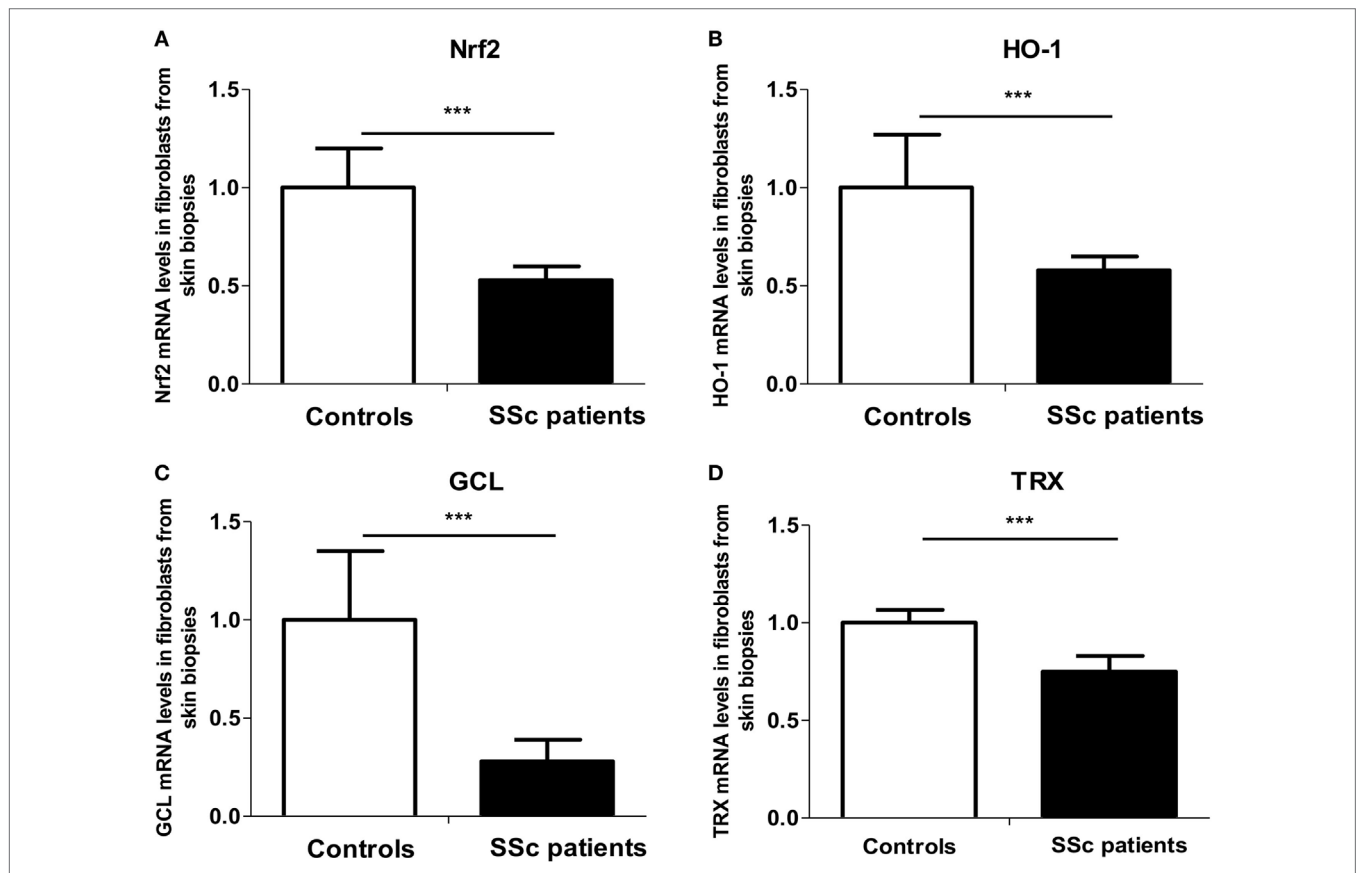 A
Nrf2
Nrf2 mRNA levels in fibroblasts from
skin biopsies
1.5
1.0
0.5
0.0
***
Controls
SSc patients
B
HO-1
HO-1 mRNA levels in fibroblasts from
skin biopsies
1.5
1.0
0.5
0.0
***
Controls
SSc patients
C
GCL
GCL mRNA levels in fibroblasts from
skin biopsies
1.5
1.0
0.5
0.0
***
Controls
SSc patients
D
TRX
TRX mRNA levels in fibroblasts from
skin biopsies
1.5
1.0
0.5
0.0
***
Controls
SSc patients